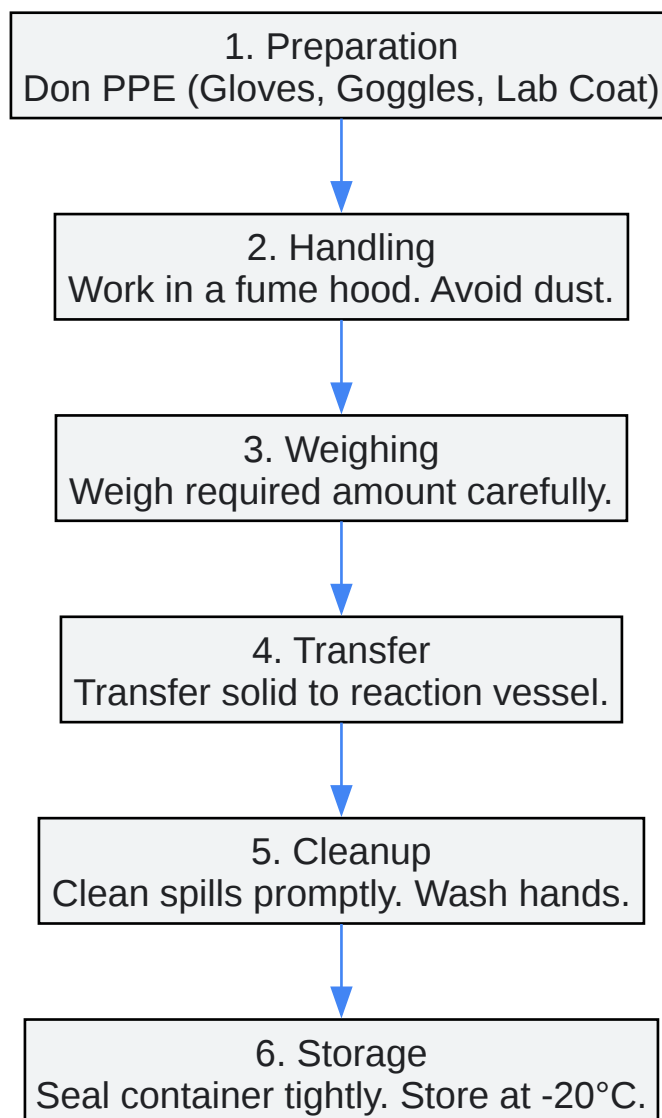 1. Preparation
Don PPE (Gloves, Goggles, Lab Coat)
2. Handling
Work in a fume hood. Avoid dust.
3. Weighing
Weigh required amount carefully.
4. Transfer
Transfer solid to reaction vessel.
5. Cleanup
Clean spills promptly. Wash hands.
6. Storage
Seal container tightly. Store at -20°C.